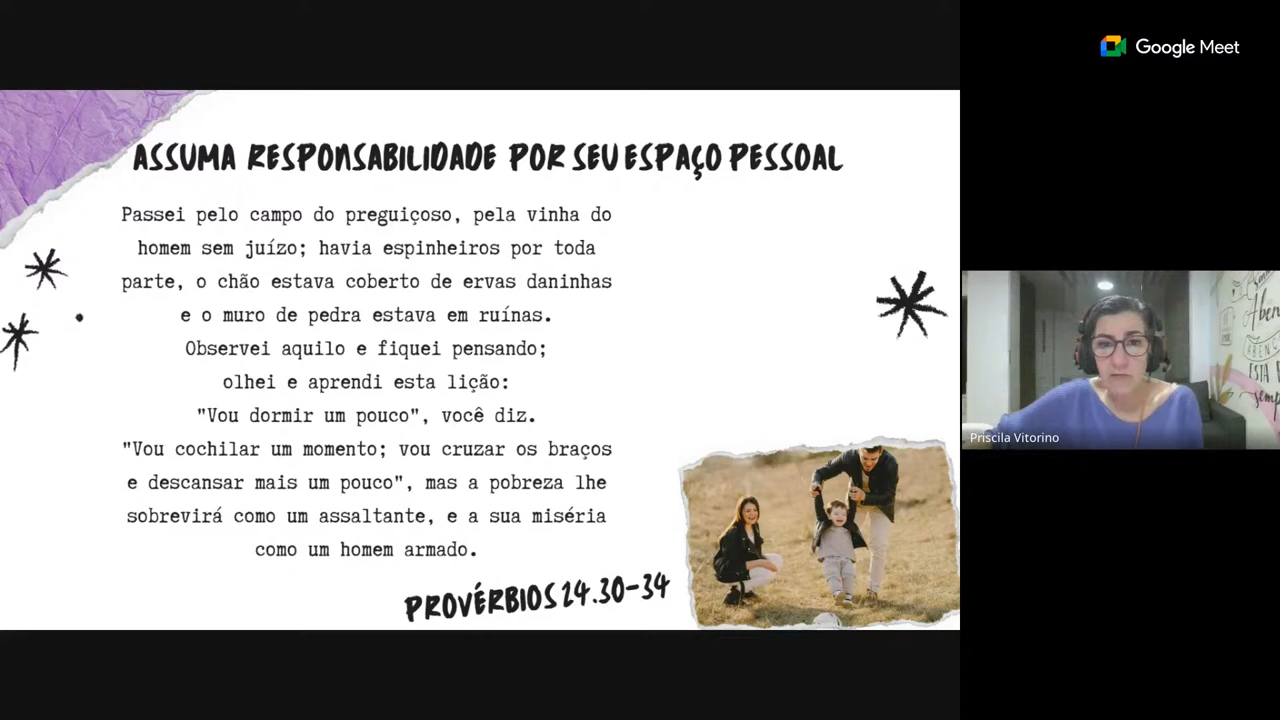 Google Meet
ASSUMA RESPONSABILIDADE POR SEU ESPAÇO PESSOAL
Passei pelo campo do preguiçoso, pela vinha do
homem sem juízo; havia espinheiros por toda
parte, o chão estava coberto de ervas daninhas
e o muro de pedra estava em ruínas.
Observei aquilo e fiquei pensando;
olhei e aprendi esta lição:
"Vou dormir um pouco", você diz.
"Vou cochilar um momento; vou cruzar os braços
e descansar mais um pouco", mas a pobreza lhe
sobrevirá como um assaltante, e a sua miséria
como um homem armado.
PROVÉRBIOS 24.30-34
Priscila Vitorino